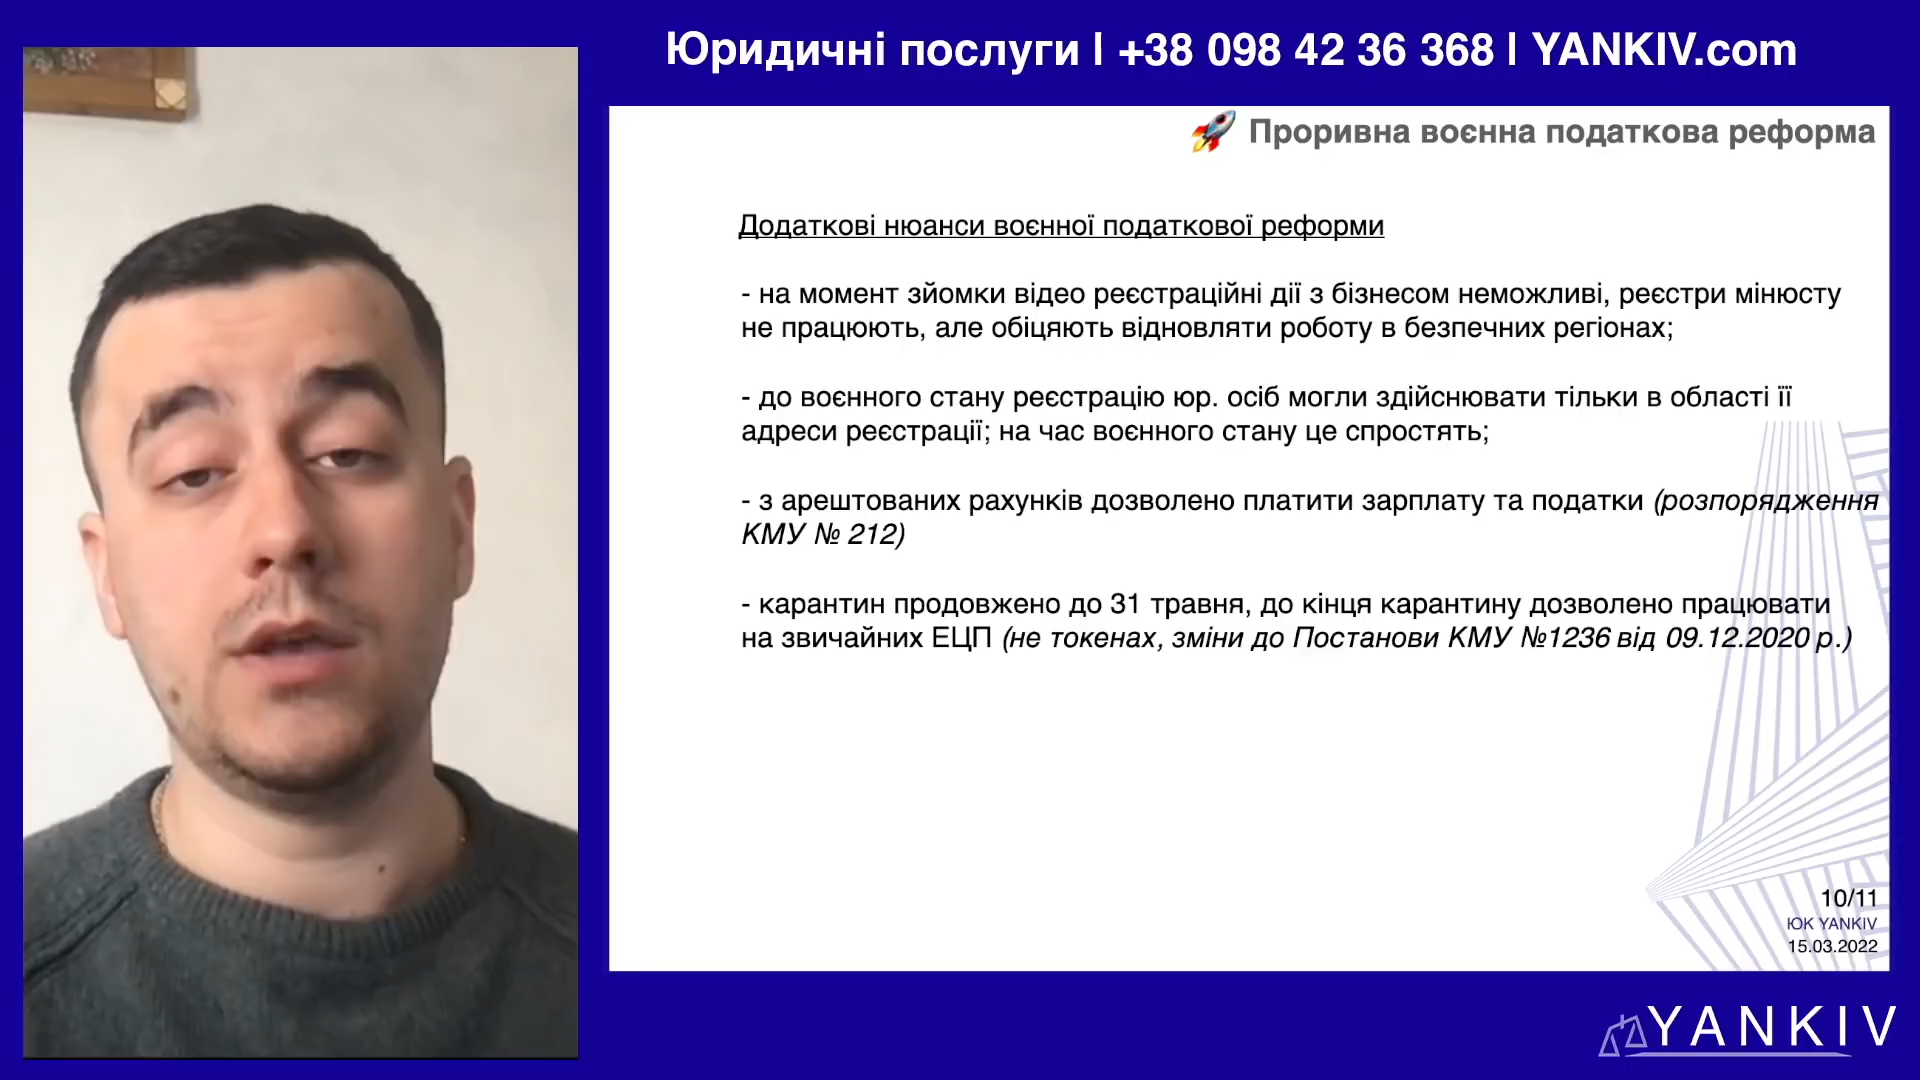 Юридичні послуги | +38 098 42 36 368 | YANKIV.com
🚀 Проривна воєнна податкова реформа
Додаткові нюанси воєнної податкової реформи
- на момент зйомки відео реєстраційні дії з бізнесом неможливі, реєстри мінюсту
не працюють, але обіцяють відновляти роботу в безпечних регіонах;
- до воєнного стану реєстрацію юр. осіб могли здійснювати тільки в області її
адреси реєстрації; на час воєнного стану це спростять;
- з арештованих рахунків дозволено платити зарплату та податки (розпорядження
КМУ № 212)
- карантин продовжено до 31 травня, до кінця карантину дозволено працювати
на звичайних ЕЦП (не токенах, зміни до Постанови КМУ №1236 від 09.12.2020 р.)
10/11
ЮК YANKIV
15.03.2022
YANKIV